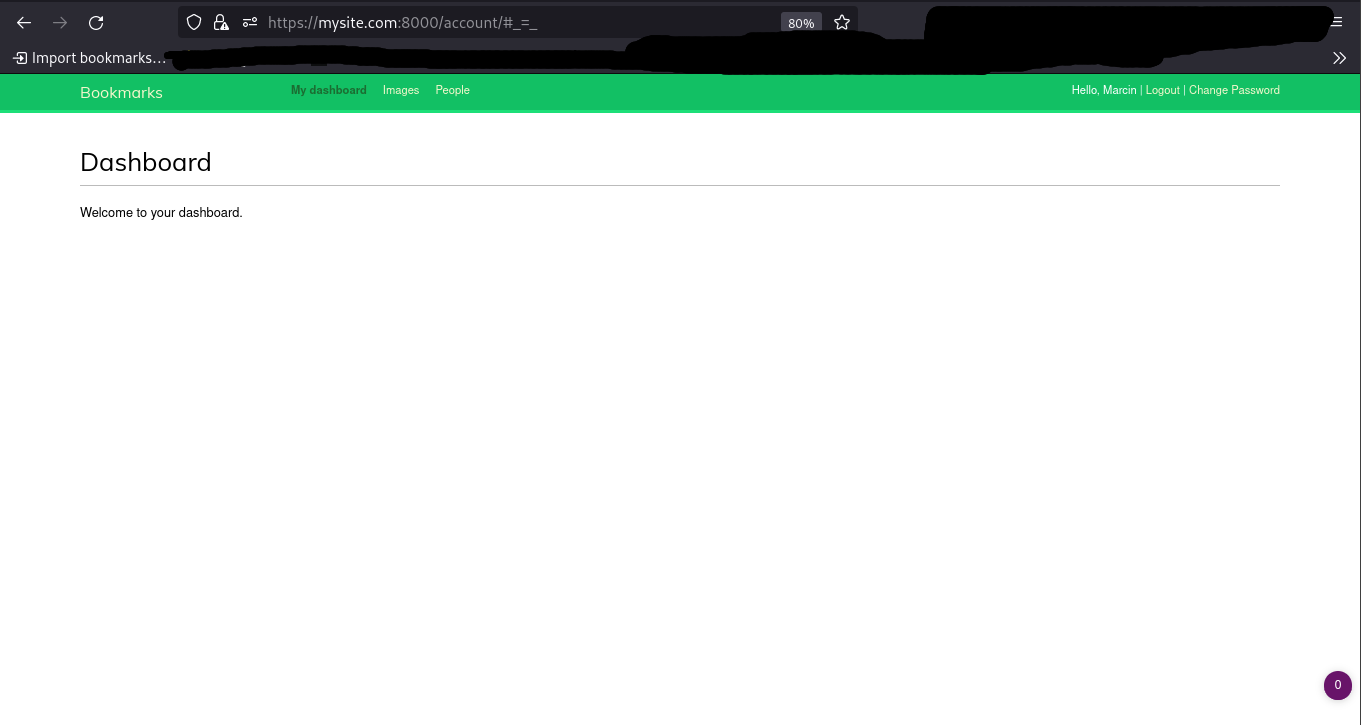 https://mysite.com:8000/account/#_=_ 80%
Import bookmarks...
Bookmarks My dashboard Images People Hello, Marcin | Logout | Change Password
Dashboard
Welcome to your dashboard.
0